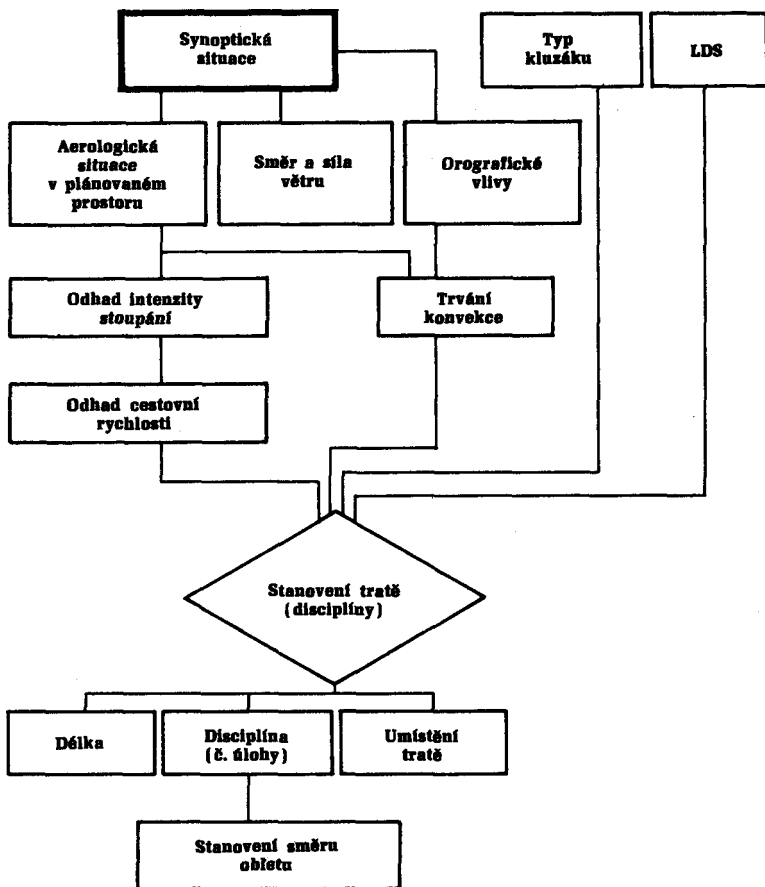 Synoptická
situace
Typ
kluzáku
LDS
Aerologická
situace
v plánovaném
prostoru
Směr a síla
větru
Orografické
vlivy
Odhad intenzity
stoupání
Trvání
konvekce
Odhad cestovní
rychlosti
Stanovení tratě
(disciplíny)
Délka
Disciplína
(č. úlohy)
Umístění
tratě
Stanovení směru
obletu